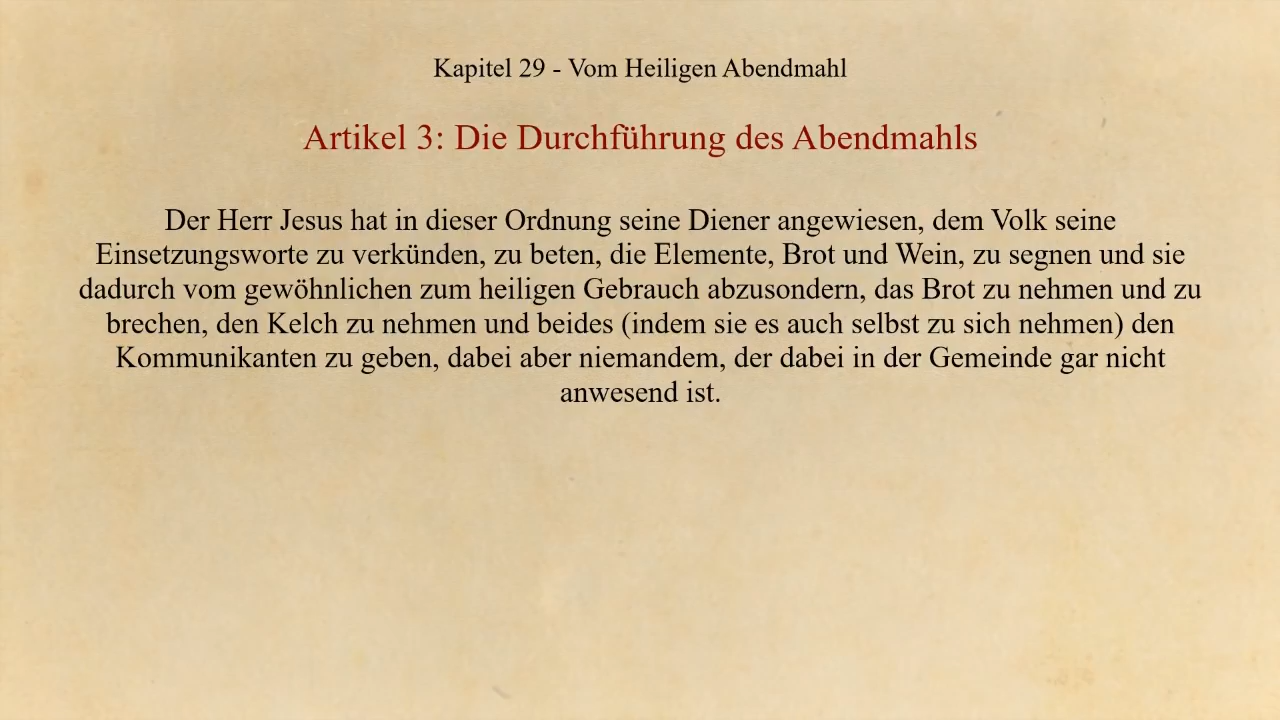 Kapitel 29 - Vom Heiligen Abendmahl
Artikel 3: Die Durchführung des Abendmahls
Der Herr Jesus hat in dieser Ordnung seine Diener angewiesen, dem Volk seine
Einsetzungsworte zu verkünden, zu beten, die Elemente, Brot und Wein, zu segnen und sie
dadurch vom gewöhnlichen zum heiligen Gebrauch abzusondern, das Brot zu nehmen und zu
brechen, den Kelch zu nehmen und beides (indem sie es auch selbst zu sich nehmen) den
Kommunikanten zu geben, dabei aber niemandem, der dabei in der Gemeinde gar nicht
anwesend ist.